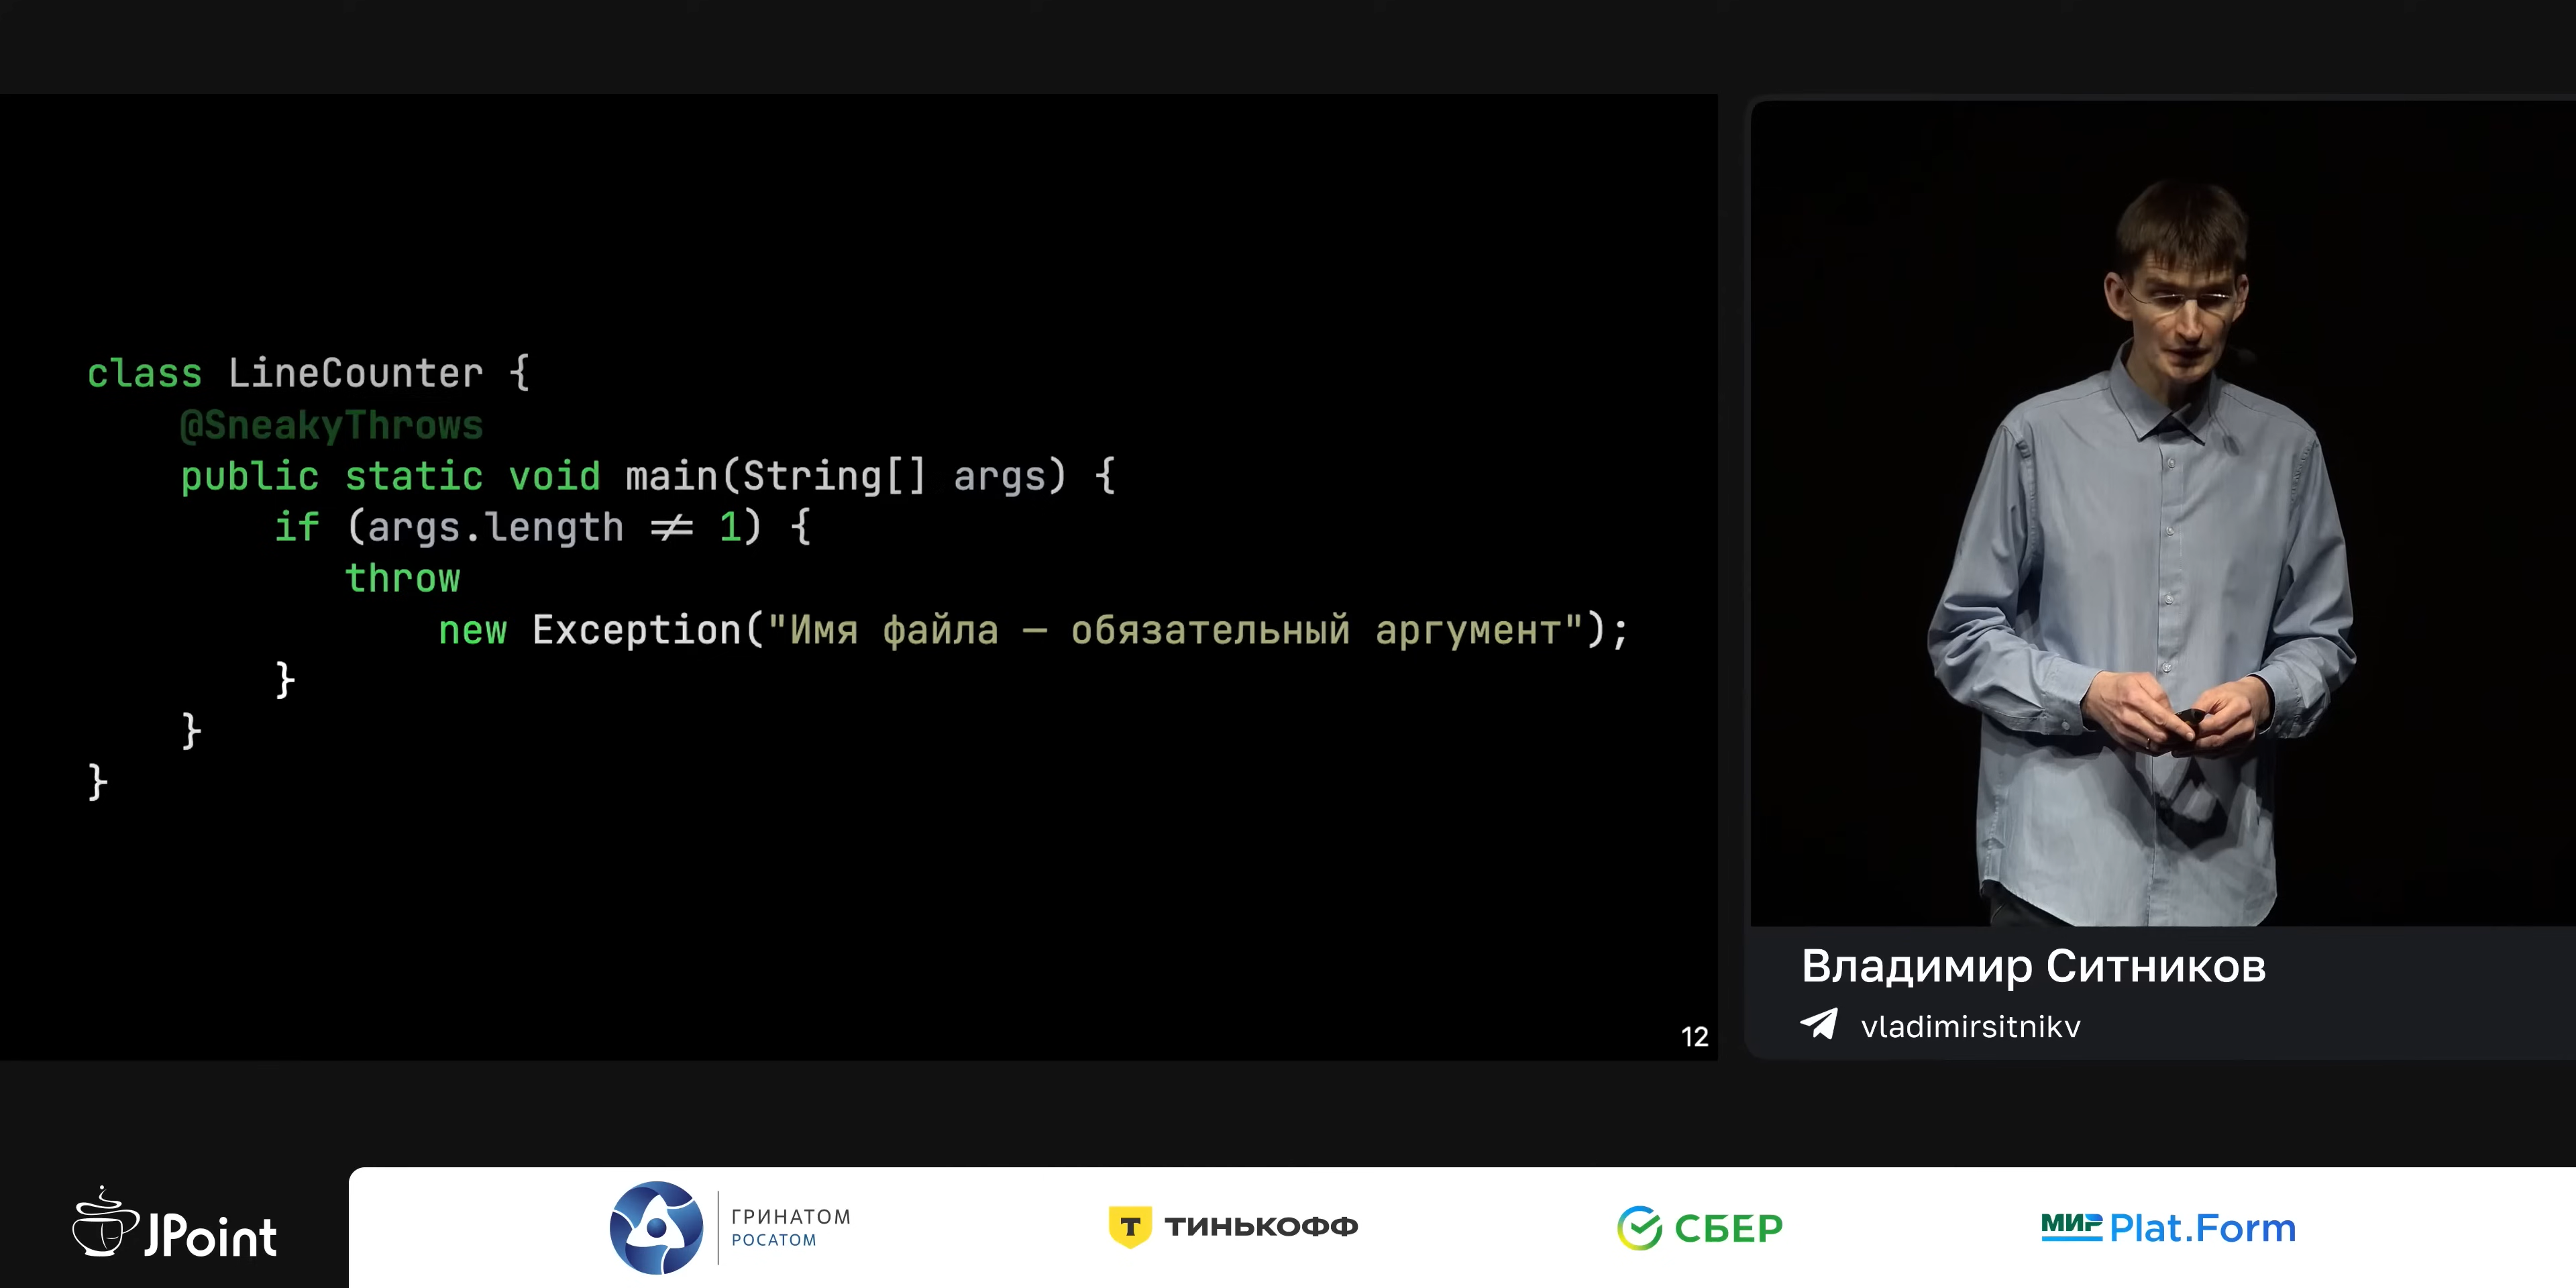 class LineCounter {
@SneakyThrows
public static void main(String[] args) {
if (args.length ≠ 1) {
throw
new Exception("Имя файла — обязательный аргумент");
}
}
}
12
Владимир Ситников
vladimirsitnikv
JPoint
ГРИНАТОМ
РОСАТОМ
Т ТИНЬКОФФ
СБЕР
МИР Plat.Form